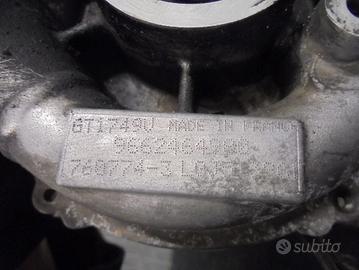 GT1749V MADE IN FRANCE
9662464980
760774-3
subito